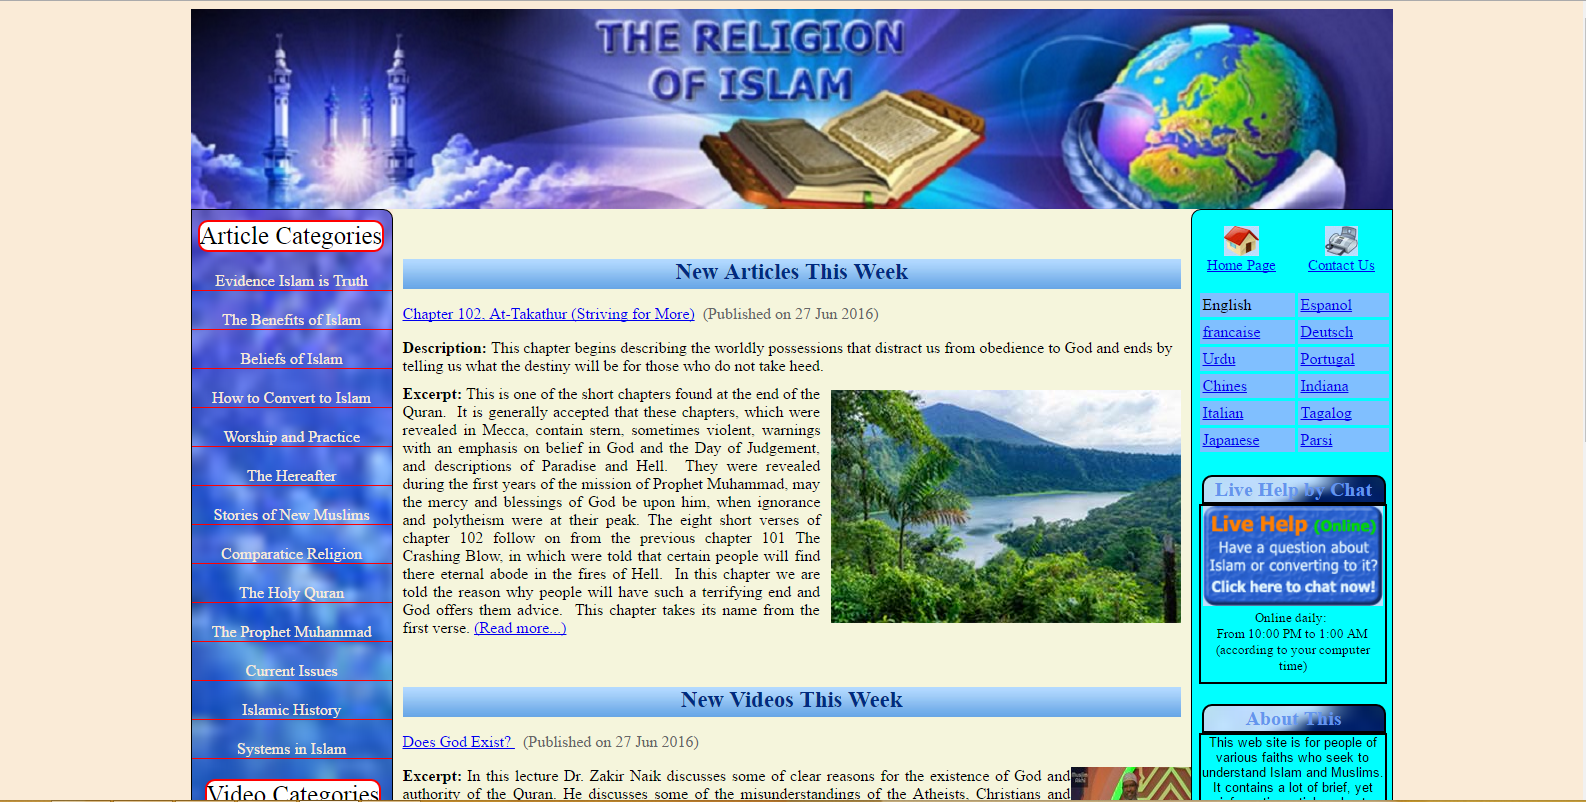 THE RELIGION
OF ISLAM
Article Categories
Evidence Islam is Truth
The Benefits of Islam
Beliefs of Islam
How to Convert to Islam
Worship and Practice
The Hereafter
Stories of New Muslims
Comparatice Religion
The Holy Quran
The Prophet Muhammad
Current Issues
Islamic History
Systems in Islam
Video Categories
New Articles This Week
Chapter 102, At-Takathur (Striving for More) (Published on 27 Jun 2016)
Description: This chapter begins describing the worldly possessions that distract us from obedience to God and ends by
telling us what the destiny will be for those who do not take heed.
Excerpt: This is one of the short chapters found at the end of the
Quran. It is generally accepted that these chapters, which were
revealed in Mecca, contain stern, sometimes violent, warnings
with an emphasis on belief in God and the Day of Judgement,
and descriptions of Paradise and Hell. They were revealed
during the first years of the mission of Prophet Muhammad, may
the mercy and blessings of God be upon him, when ignorance
and polytheism were at their peak. The eight short verses of
chapter 102 follow on from the previous chapter 101 The
Crashing Blow, in which were told that certain people will find
there eternal abode in the fires of Hell. In this chapter we are
told the reason why people will have such a terrifying end and
God offers them advice. This chapter takes its name from the
first verse. (Read more...)
New Videos This Week
Does God Exist? (Published on 27 Jun 2016)
Excerpt: In this lecture Dr. Zakir Naik discusses some of clear reasons for the existence of God and
authority of the Quran. He discusses some of the misunderstandings of the Atheists, Christians and
Home Page Contact Us
English Espanol
francaise Deutsch
Urdu Portugal
Chines Indiana
Italian Tagalog
Japanese Parsi
Live Help by Chat
Live Help (Online)
Have a question about
Islam or converting to it?
Click here to chat now!
Online daily:
From 10:00 PM to 1:00 AM
(according to your computer
time)
About This
This web site is for people of
various faiths who seek to
understand Islam and Muslims.
It contains a lot of brief, yet